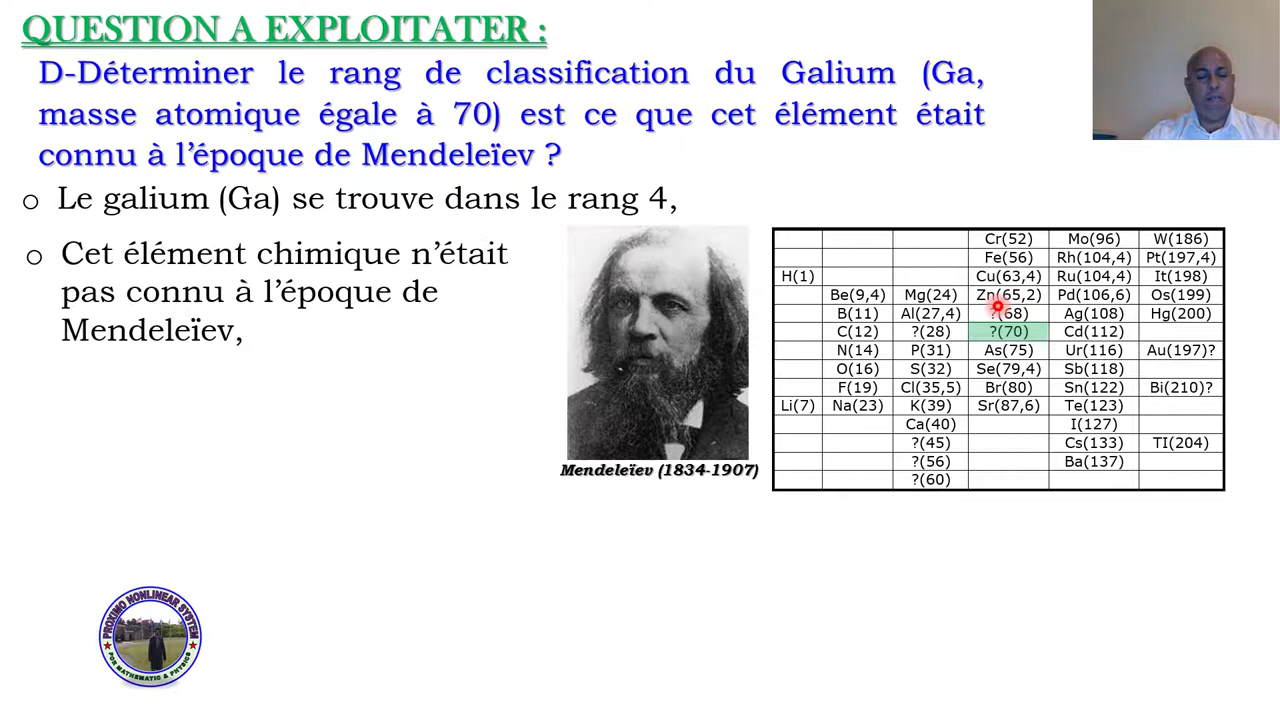 QUESTION A EXPLOITATER :
D-Déterminer le rang de classification du Galium (Ga,
masse atomique égale à 70) est ce que cet élément était
connu à l’époque de Mendeleïev ?
o Le galium (Ga) se trouve dans le rang 4,
o Cet élément chimique n’était
pas connu à l’époque de
Mendeleïev,
Mendeleïev (1834-1907)
Cr(52) Mo(96) W(186)
Fe(56) Rh(104,4) Pt(197,4)
H(1) Cu(63,4) Ru(104,4) It(198)
Be(9,4) Mg(24) Zn(65,2) Pd(106,6) Os(199)
B(11) Al(27,4) ?(68) Ag(108) Hg(200)
C(12) ?(28) ?(70) Cd(112)
N(14) P(31) As(75) Ur(116) Au(197)?
O(16) S(32) Se(79,4) Sb(118)
F(19) Cl(35,5) Br(80) Sn(122) Bi(210)?
Li(7) Na(23) K(39) Sr(87,6) Te(123)
Ca(40) I(127)
?(45) Cs(133) TI(204)
?(56) Ba(137)
?(60)
PROXIMO NONLINEAR SYSTEM
FOR MATHEMATIC & PHYSICS